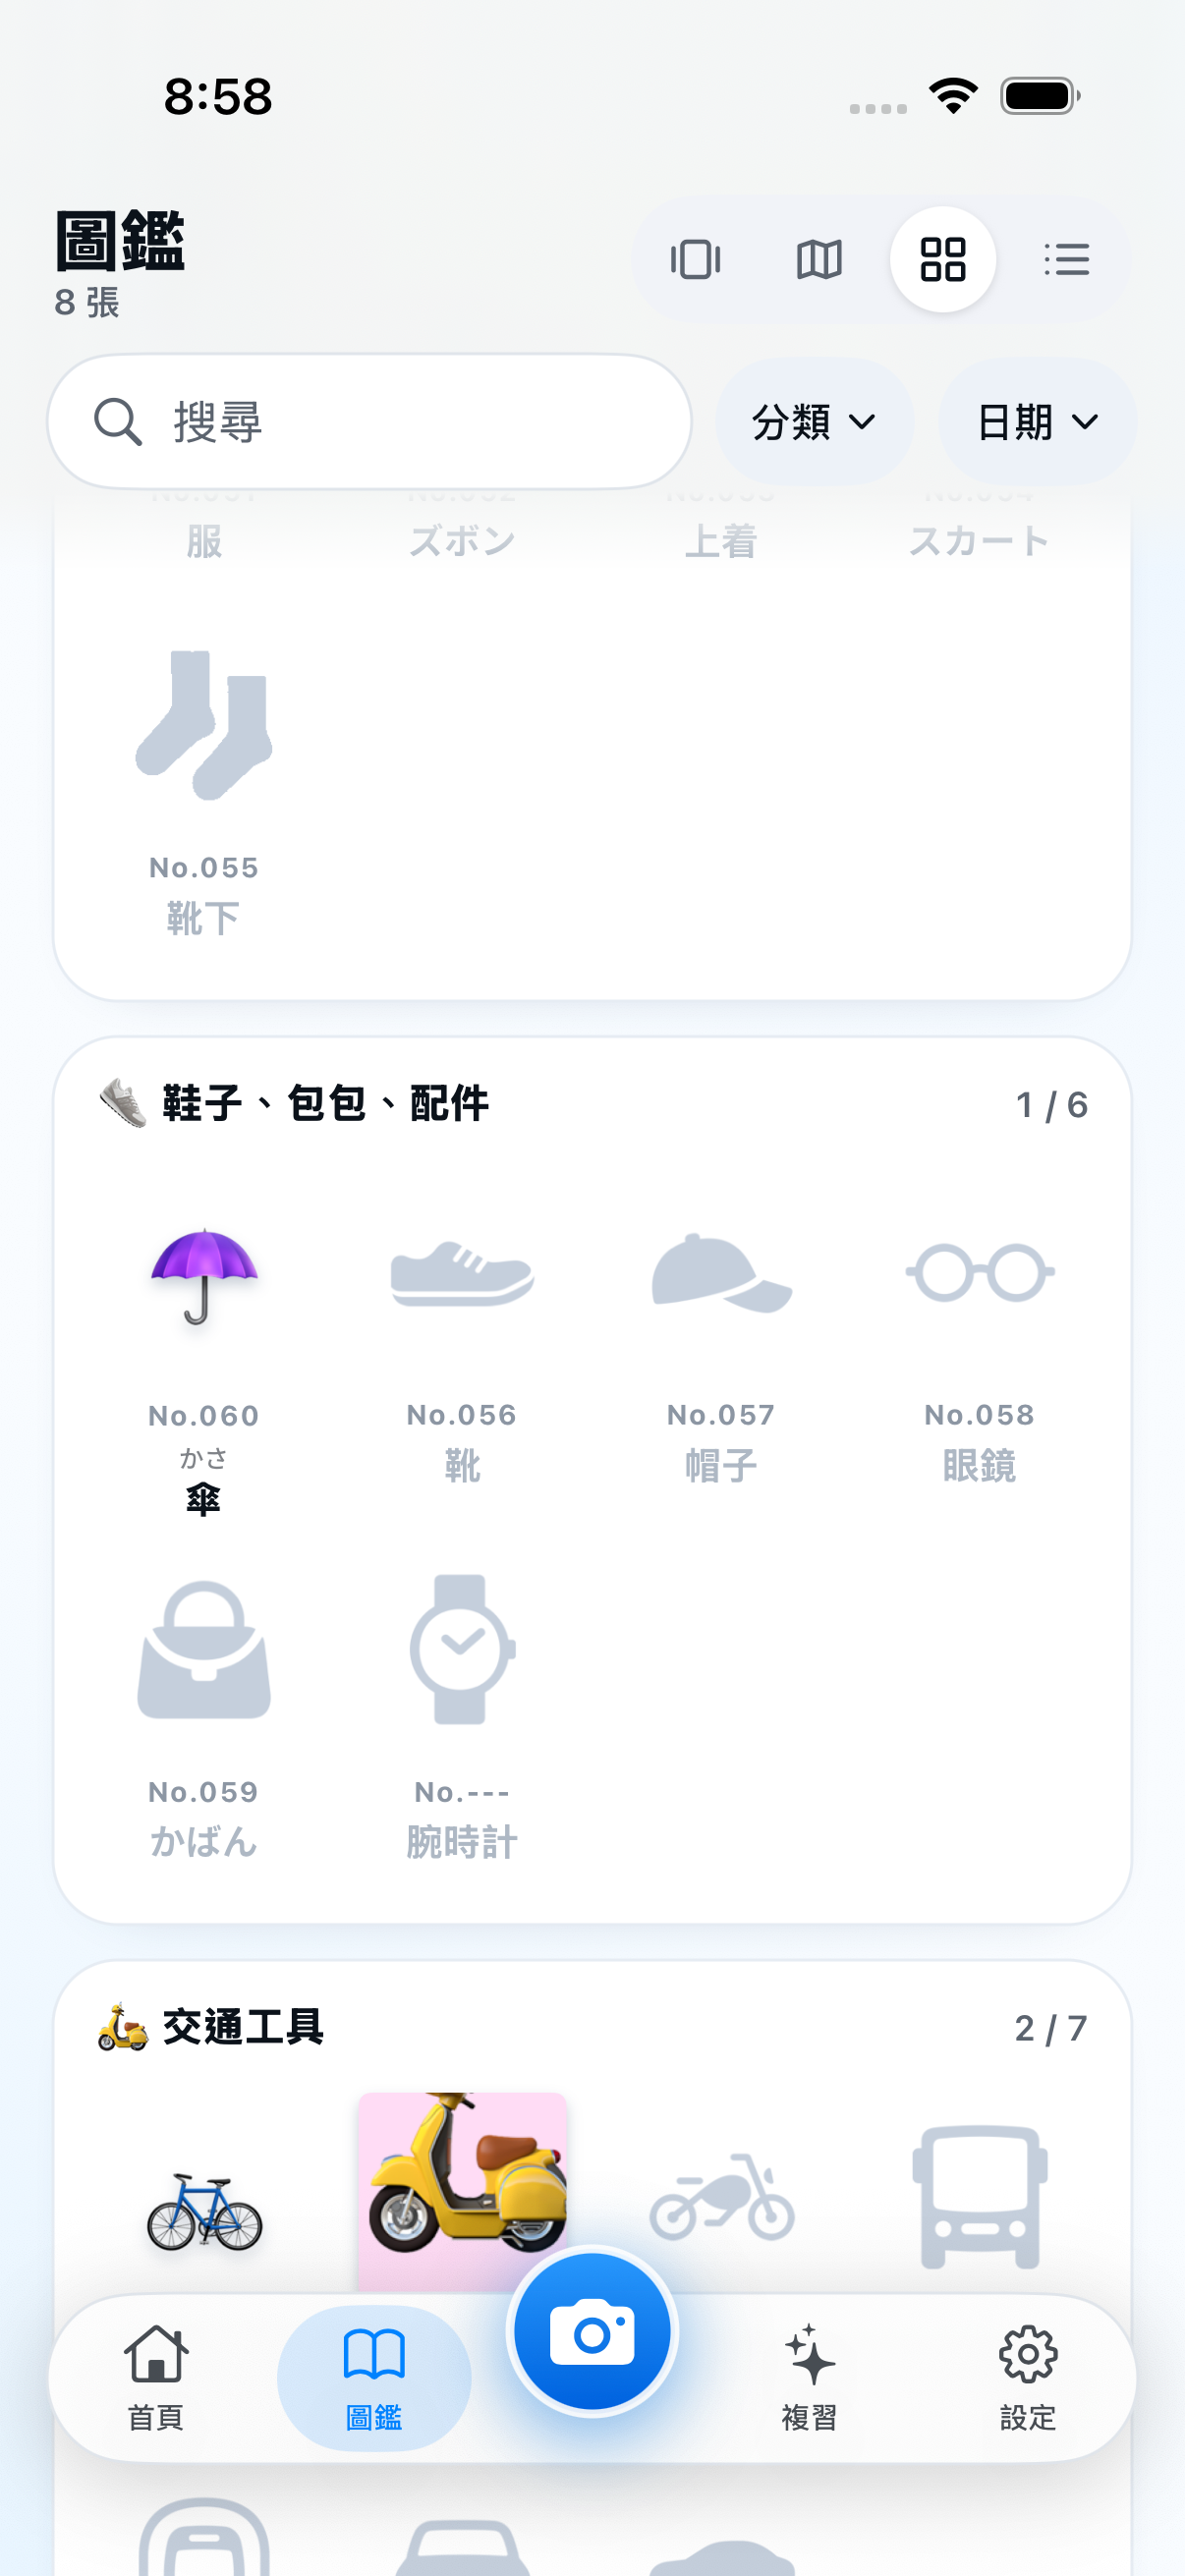 8:58
圖鑑
8 張
搜尋
分類
日期
服
ズボン
上着
スカート
No.055
靴下
鞋子、包包、配件
1 / 6
No.060
かさ
傘
No.056
靴
No.057
帽子
No.058
眼鏡
No.059
かばん
No.---
腕時計
交通工具
2 / 7
首頁
圖鑑
複習
設定